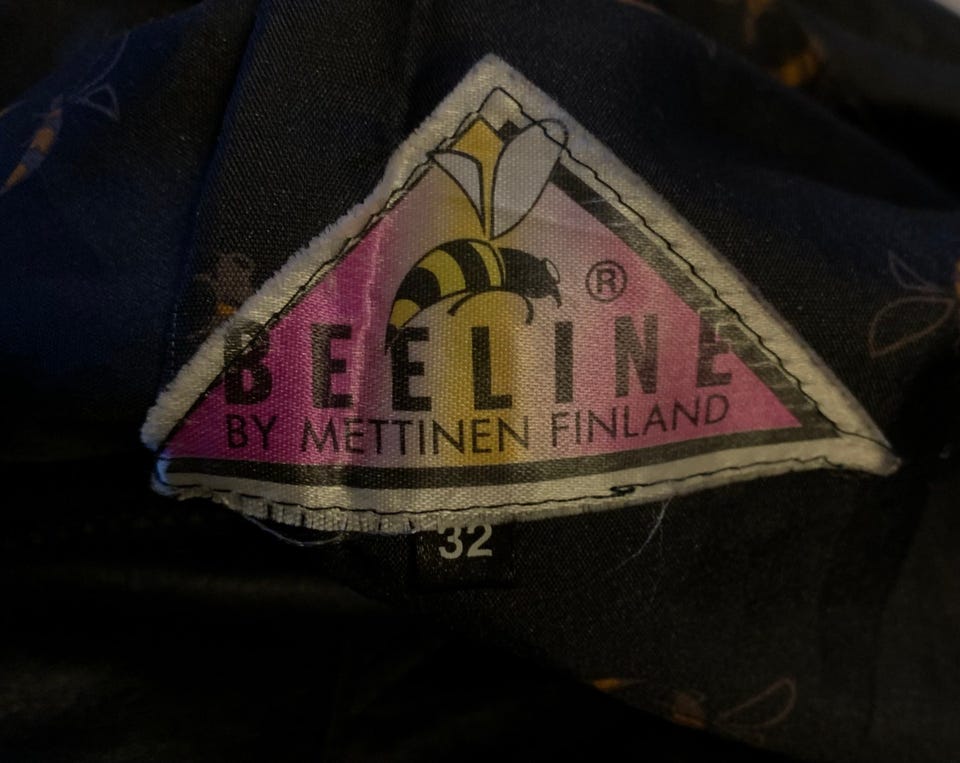 ®
BEELINE
BY METTINEN FINLAND
32